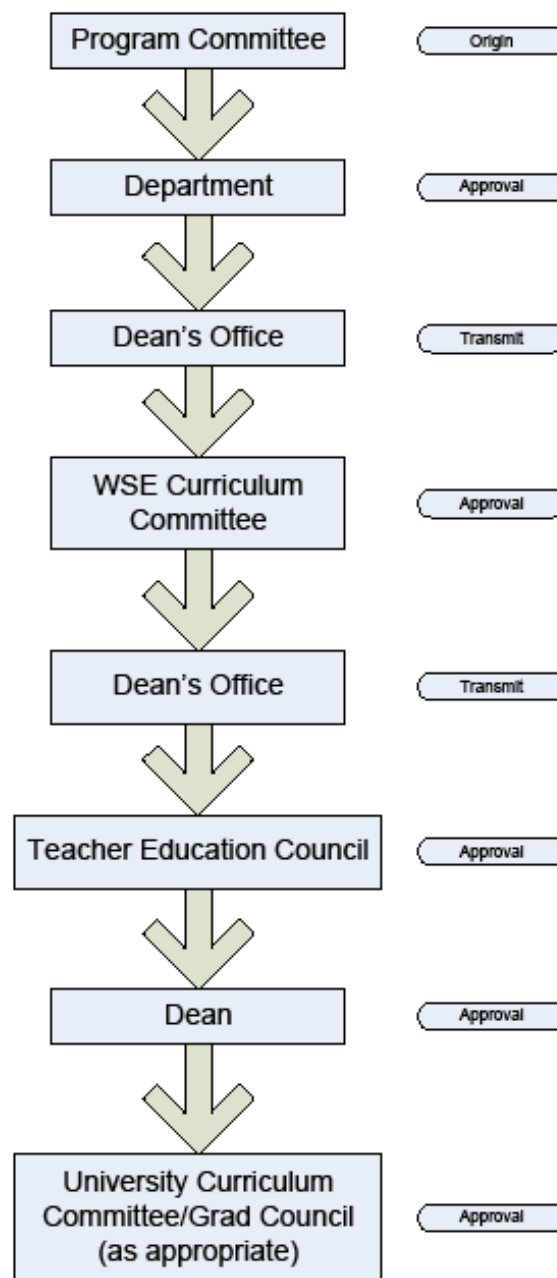 Program Committee
Origin
Department
Approval
Dean's Office
Transmit
WSE Curriculum
Committee
Approval
Dean's Office
Transmit
Teacher Education Council
Approval
Dean
Approval
University Curriculum
Committee/Grad Council
(as appropriate)
Approval